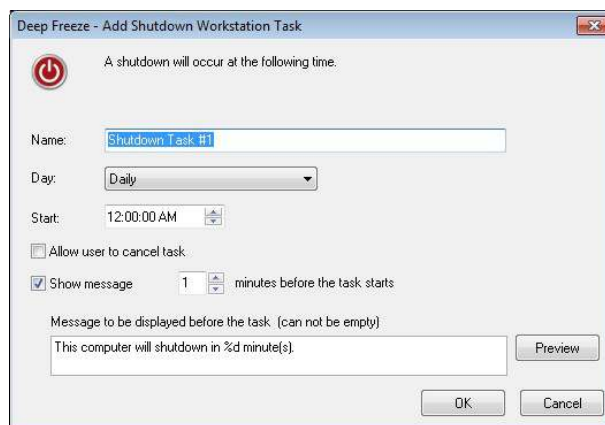 Deep Freeze - Add Shutdown Workstation Task
A shutdown will occur at the following time.
Name: Shutdown Task #1
Day: Daily
Start: 12:00:00 AM
Allow user to cancel task
Show message 1 minutes before the task starts
Message to be displayed before the task (can not be empty)
This computer will shutdown in %d minute(s).
Preview
OK Cancel